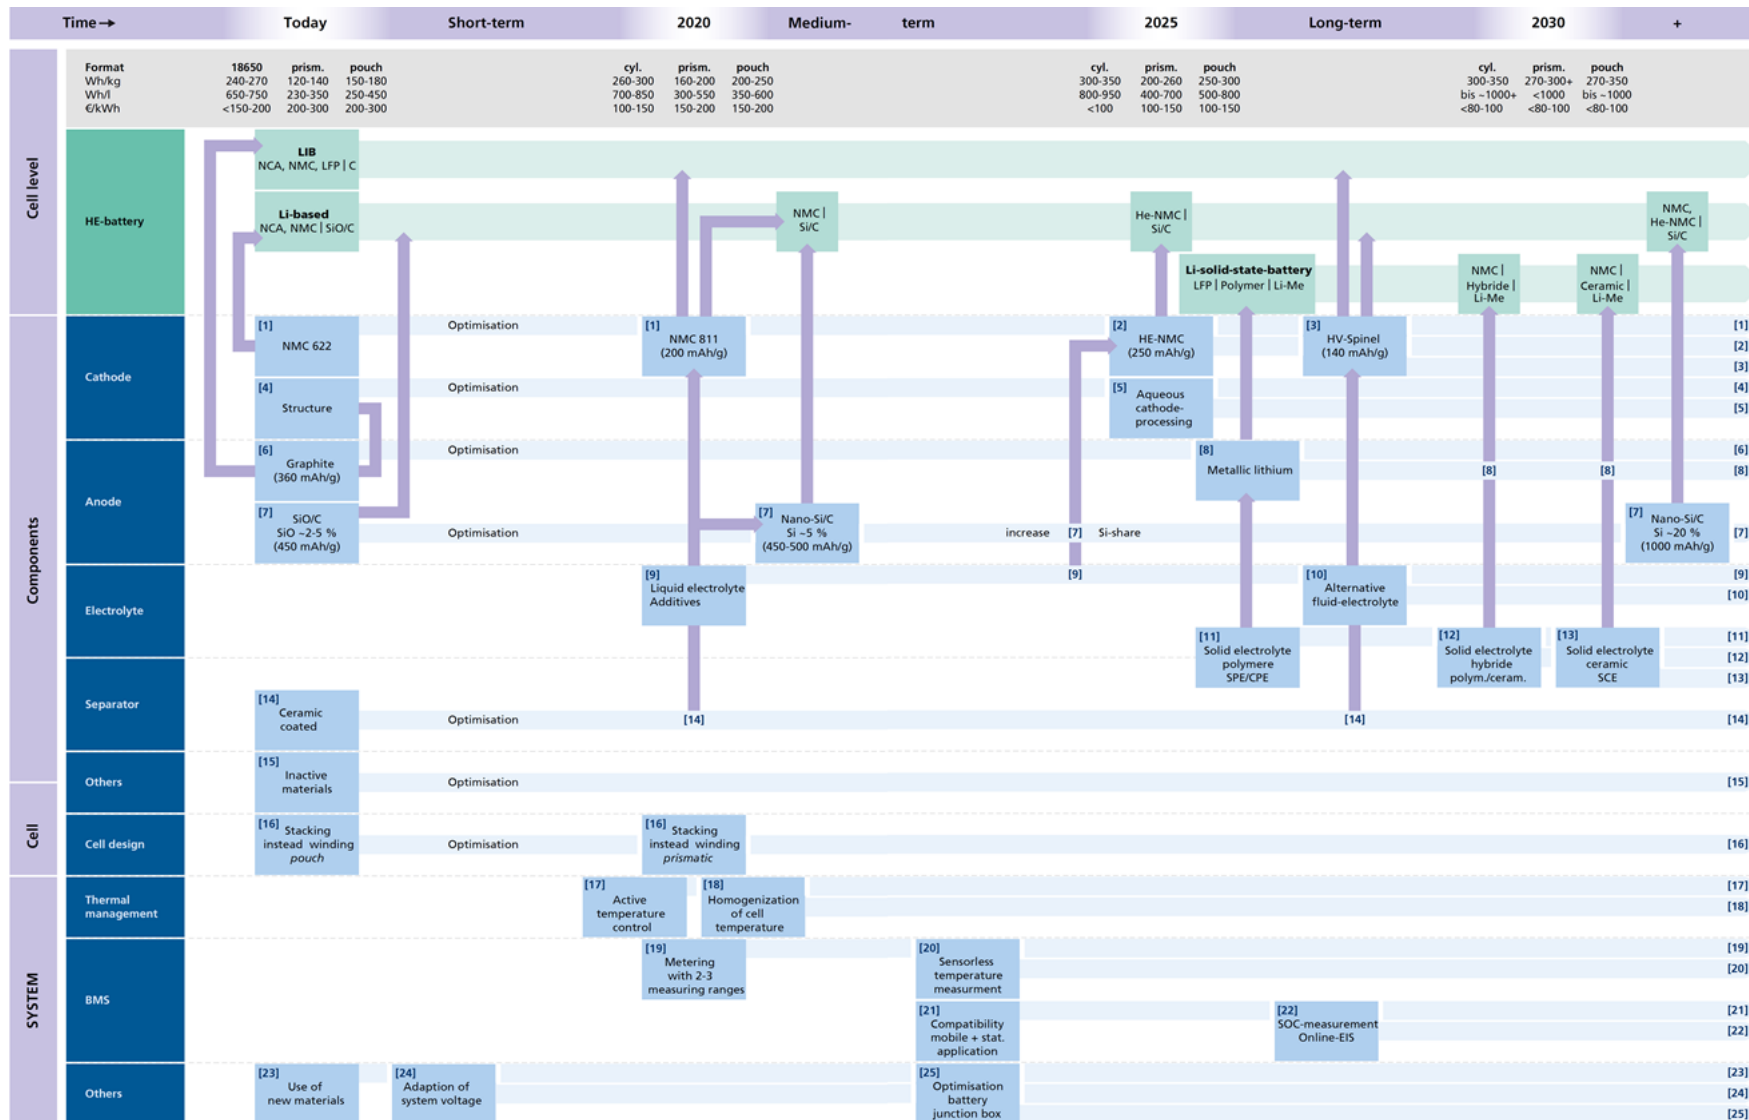 Time→ Today Short-term 2020 Medium- term 2025 Long-term 2030 +
Format 18650 prism. pouch cyl. prism. pouch cyl. prism. pouch cyl. prism. pouch
Wh/kg 240-270 120-140 150-180 260-300 160-200 200-250 300-350 200-260 250-300 300-350 270-300+ 270-350
Wh/l 650-750 230-350 250-450 700-850 300-550 350-600 800-950 400-700 500-800 bis ~1000+ <1000 bis ~1000
€/kWh <150-200 200-300 200-300 100-150 150-200 150-200 <100 100-150 100-150 <80-100 <80-100 <80-100
Cell level
HE-battery
LIB
NCA, NMC, LFP | C
Li-based
NCA, NMC | SiO/C
NMC |
Si/C
He-NMC |
Si/C
NMC,
He-NMC |
Si/C
Li-solid-state-battery
LFP | Polymer | Li-Me
NMC |
Hybride |
Li-Me
NMC |
Ceramic |
Li-Me
Components
Cathode
[1]
NMC 622
Optimisation
[1]
NMC 811
(200 mAh/g)
[2]
HE-NMC
(250 mAh/g)
[3]
HV-Spinel
(140 mAh/g)
[1]
[2]
[3]
[4]
Structure
Optimisation
[5]
Aqueous
cathode-
processing
[4]
[5]
Anode
[6]
Graphite
(360 mAh/g)
Optimisation
[8]
Metallic lithium
[8]
[8]
[6]
[8]
[7]
SiO/C
SiO ~2-5 %
(450 mAh/g)
Optimisation
[7]
Nano-Si/C
Si ~5 %
(450-500 mAh/g)
increase [7] Si-share
[7]
Nano-Si/C
Si ~20 %
(1000 mAh/g)
[7]
Electrolyte
[9]
Liquid electrolyte
Additives
[9]
[10]
Alternative
fluid-electrolyte
[9]
[10]
[11]
Solid electrolyte
polymere
SPE/CPE
[12]
Solid electrolyte
hybride
polym./ceram.
[13]
Solid electrolyte
ceramic
SCE
[11]
[12]
[13]
Separator
[14]
Ceramic
coated
Optimisation
[14]
[14]
[14]
Others
[15]
Inactive
materials
Optimisation
[15]
Cell
Cell design
[16]
Stacking
instead winding
pouch
Optimisation
[16]
Stacking
instead winding
prismatic
[16]
SYSTEM
Thermal
management
[17]
Active
temperature
control
[18]
Homogenization
of cell
temperature
[17]
[18]
BMS
[19]
Metering
with 2-3
measuring ranges
[20]
Sensorless
temperature
measurment
[19]
[20]
[21]
Compatibility
mobile + stat.
application
[22]
SOC-measurement
Online-EIS
[21]
[22]
Others
[23]
Use of
new materials
[24]
Adaption of
system voltage
[25]
Optimisation
battery
junction box
[23]
[24]
[25]